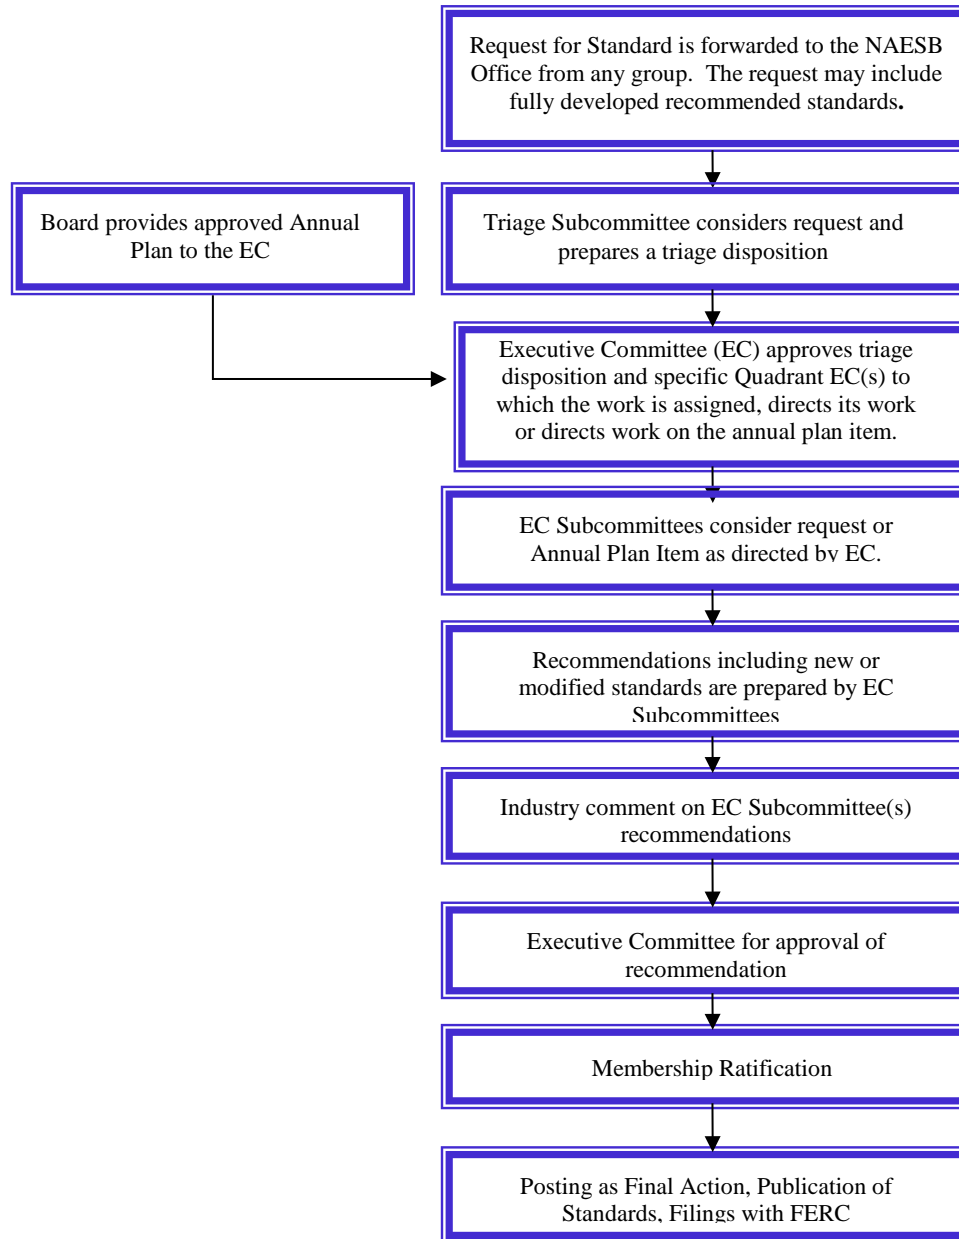 Request for Standard is forwarded to the NAESB
Office from any group.  The request may include
fully developed recommended standards.
Board provides approved Annual
Plan to the EC
Triage Subcommittee considers request and
prepares a triage disposition
Executive Committee (EC) approves triage
disposition and specific Quadrant EC(s) to
which the work is assigned, directs its work
or directs work on the annual plan item.
EC Subcommittees consider request or
Annual Plan Item as directed by EC.
Recommendations including new or
modified standards are prepared by EC
Subcommittees
Industry comment on EC Subcommittee(s)
recommendations
Executive Committee for approval of
recommendation
Membership Ratification
Posting as Final Action, Publication of
Standards, Filings with FERC